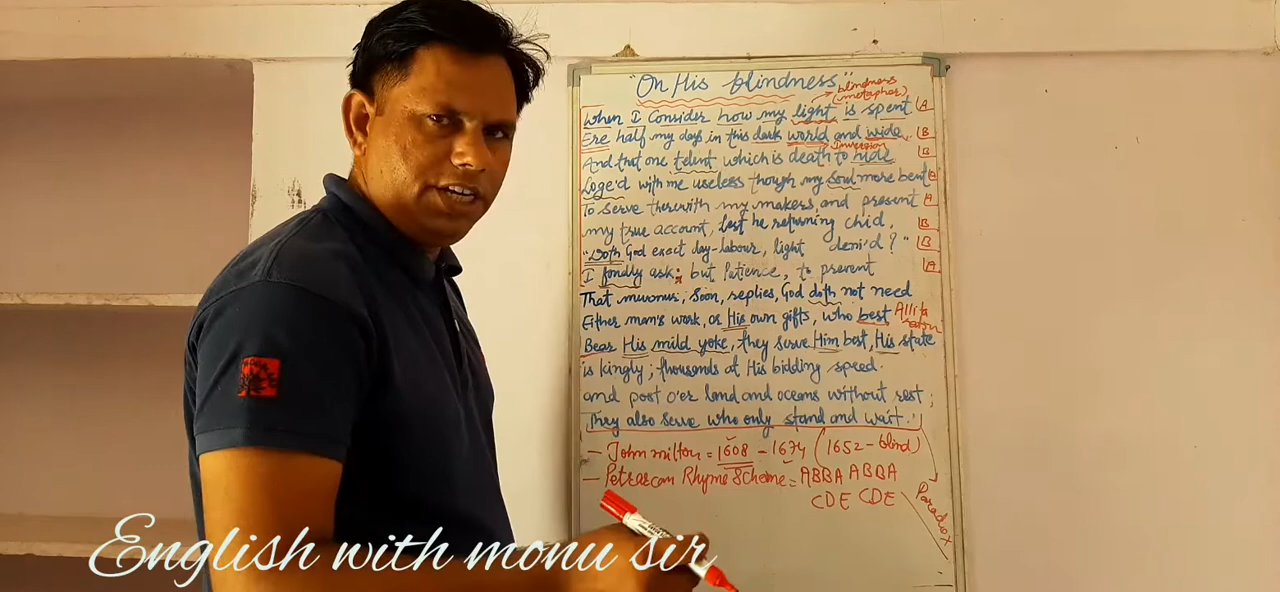 "On His blindness"
blindness
(metaphor)
When I Consider how my light is spent A
Ere half my days in this dark world and wide. B
Inversion
And that one talent which is death to hide B
Loge'd with me useless though my Soul more bent A
To serve therewith my makers, and present A
my true account, lest he returning chid, B
"Doth God exact day-labour, light deni'd?" B
I fondly ask; but Patience, to prevent A
That murmur, Soon, replies, God doth not need
Either man's work, or His own gifts, who best Allitation
Bear His mild yoke, they serve Him best, His state
is kingly; thousands at His bidding speed.
and post o'er land and oceans without rest;
They also serve who only stand and wait."
- John milton = 1608 - 1674 (1652 - blind)
- Petrarcan Rhyme Scheme = ABBA ABBA
CDE CDE
Paradox
English with monu sir